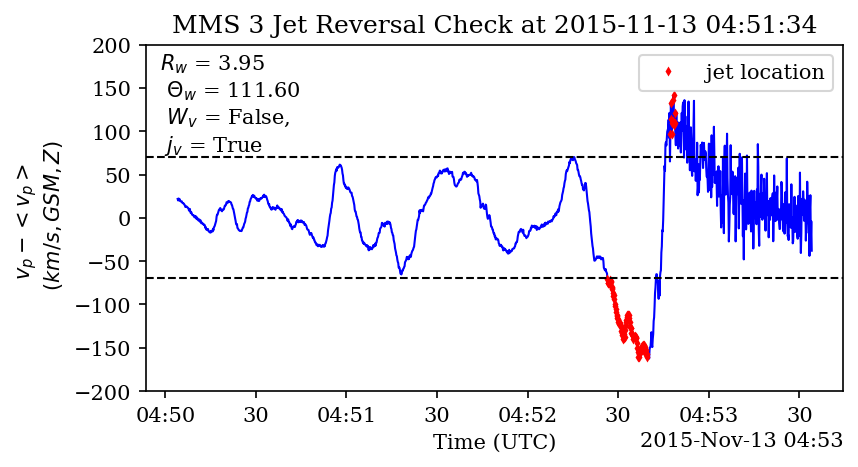 MMS 3 Jet Reversal Check at 2015-11-13 04:51:34
R_w = 3.95
Θ_w = 111.60
W_v = False,
j_v = True
jet location
200
150
100
50
0
−50
−100
−150
−200
v_p − < v_p >
(km/s, GSM, Z)
04:50 30 04:51 30 04:52 30 04:53 30
Time (UTC)
2015-Nov-13 04:53